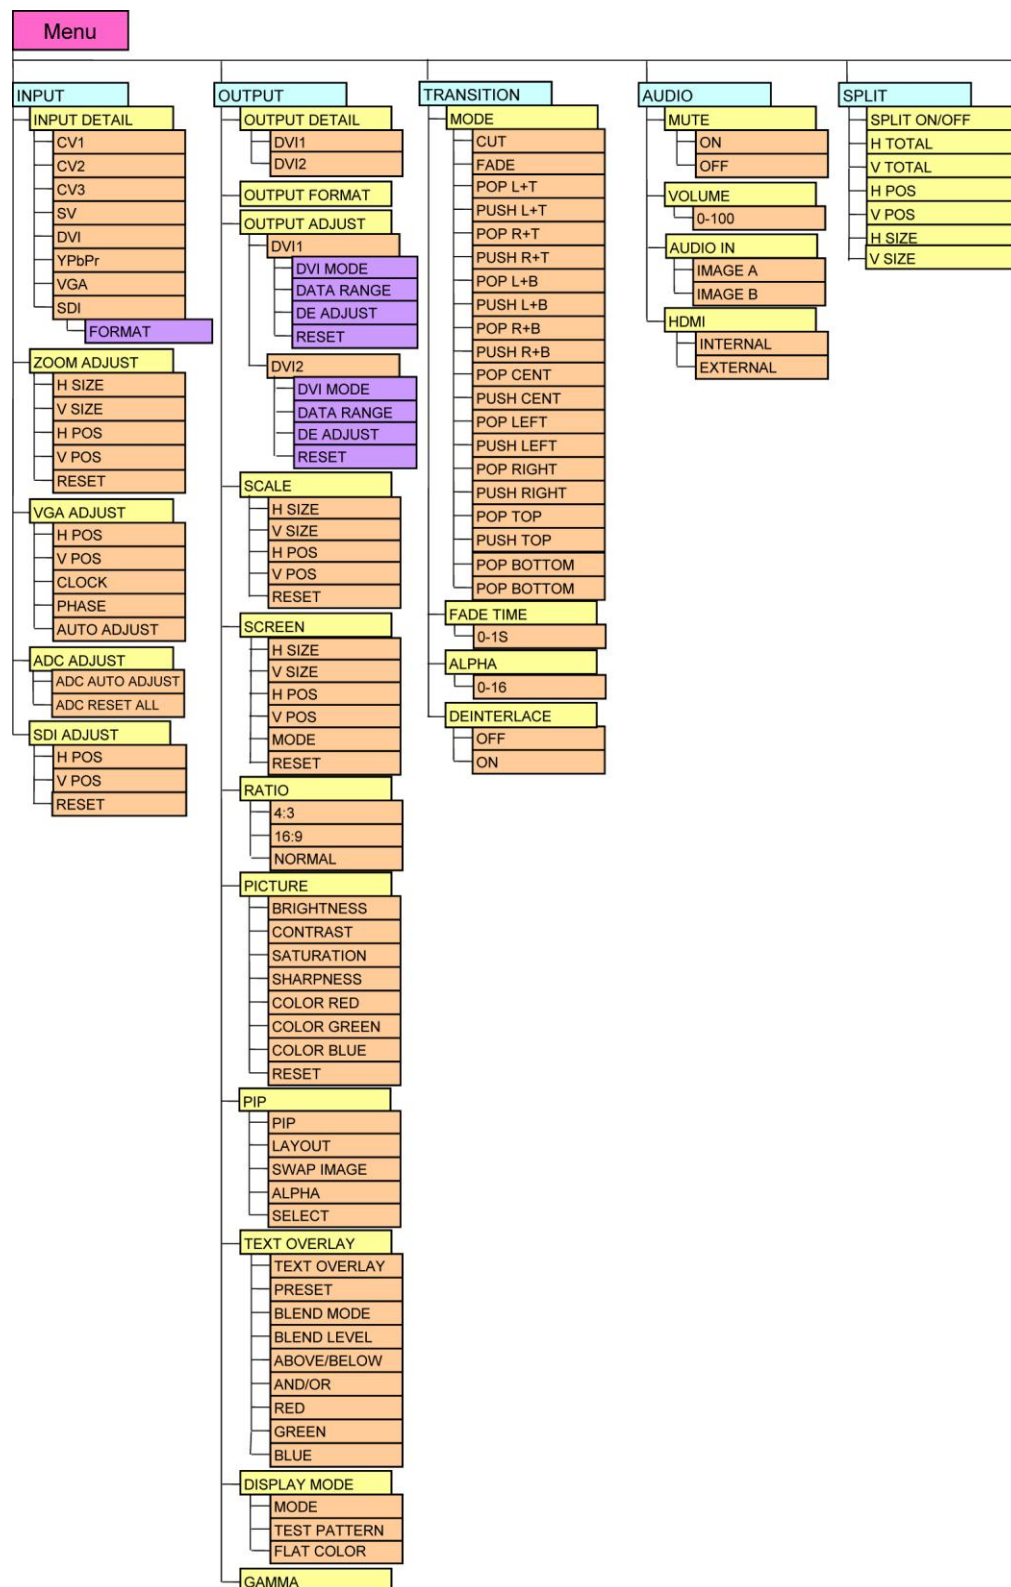 Menu
INPUT
INPUT DETAIL
CV1
CV2
CV3
SV
DVI
YPbPr
VGA
SDI
FORMAT
ZOOM ADJUST
H SIZE
V SIZE
H POS
V POS
RESET
VGA ADJUST
H POS
V POS
CLOCK
PHASE
AUTO ADJUST
ADC ADJUST
ADC AUTO ADJUST
ADC RESET ALL
SDI ADJUST
H POS
V POS
RESET
OUTPUT
OUTPUT DETAIL
DVI1
DVI2
OUTPUT FORMAT
OUTPUT ADJUST
DVI1
DVI MODE
DATA RANGE
DE ADJUST
RESET
DVI2
DVI MODE
DATA RANGE
DE ADJUST
RESET
SCALE
H SIZE
V SIZE
H POS
V POS
RESET
SCREEN
H SIZE
V SIZE
H POS
V POS
MODE
RESET
RATIO
4:3
16:9
NORMAL
PICTURE
BRIGHTNESS
CONTRAST
SATURATION
SHARPNESS
COLOR RED
COLOR GREEN
COLOR BLUE
RESET
PIP
PIP
LAYOUT
SWAP IMAGE
ALPHA
SELECT
TEXT OVERLAY
TEXT OVERLAY
PRESET
BLEND MODE
BLEND LEVEL
ABOVE/BELOW
AND/OR
RED
GREEN
BLUE
DISPLAY MODE
MODE
TEST PATTERN
FLAT COLOR
GAMMA
TRANSITION
MODE
CUT
FADE
POP L+T
PUSH L+T
POP R+T
PUSH R+T
POP L+B
PUSH L+B
POP R+B
PUSH R+B
POP CENT
PUSH CENT
POP LEFT
PUSH LEFT
POP RIGHT
PUSH RIGHT
POP TOP
PUSH TOP
POP BOTTOM
POP BOTTOM
FADE TIME
0-1S
ALPHA
0-16
DEINTERLACE
OFF
ON
AUDIO
MUTE
ON
OFF
VOLUME
0-100
AUDIO IN
IMAGE A
IMAGE B
HDMI
INTERNAL
EXTERNAL
SPLIT
SPLIT ON/OFF
H TOTAL
V TOTAL
H POS
V POS
H SIZE
V SIZE